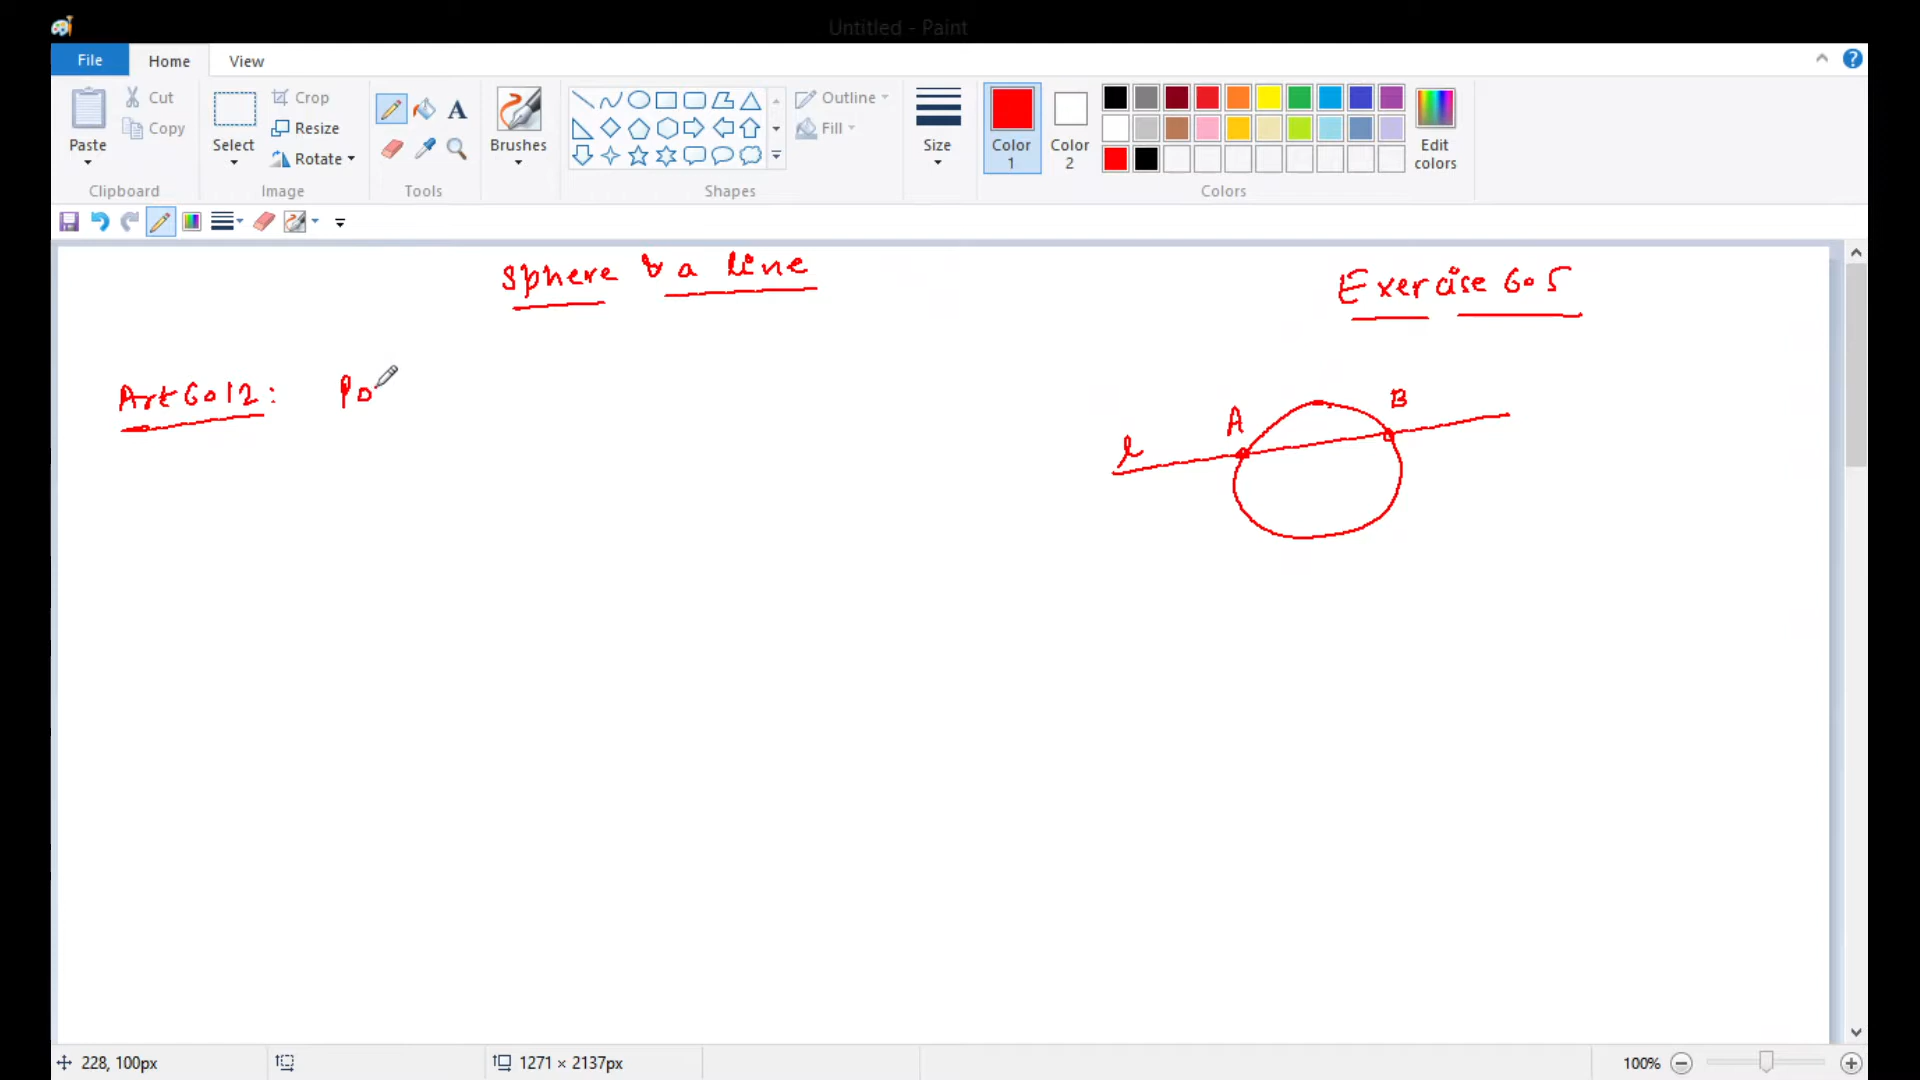 Untitled - Paint
File Home View
Paste
Cut
Copy
Clipboard
Select
Crop
Resize
Rotate
Image
A
Tools
Brushes
Shapes
Outline
Fill
Size
Color 1
Color 2
Colors
Edit colors
Sphere & a line
Exercise 6.5
Art 6.12: Po
A
B
l
228, 100px
1271 × 2137px
100%